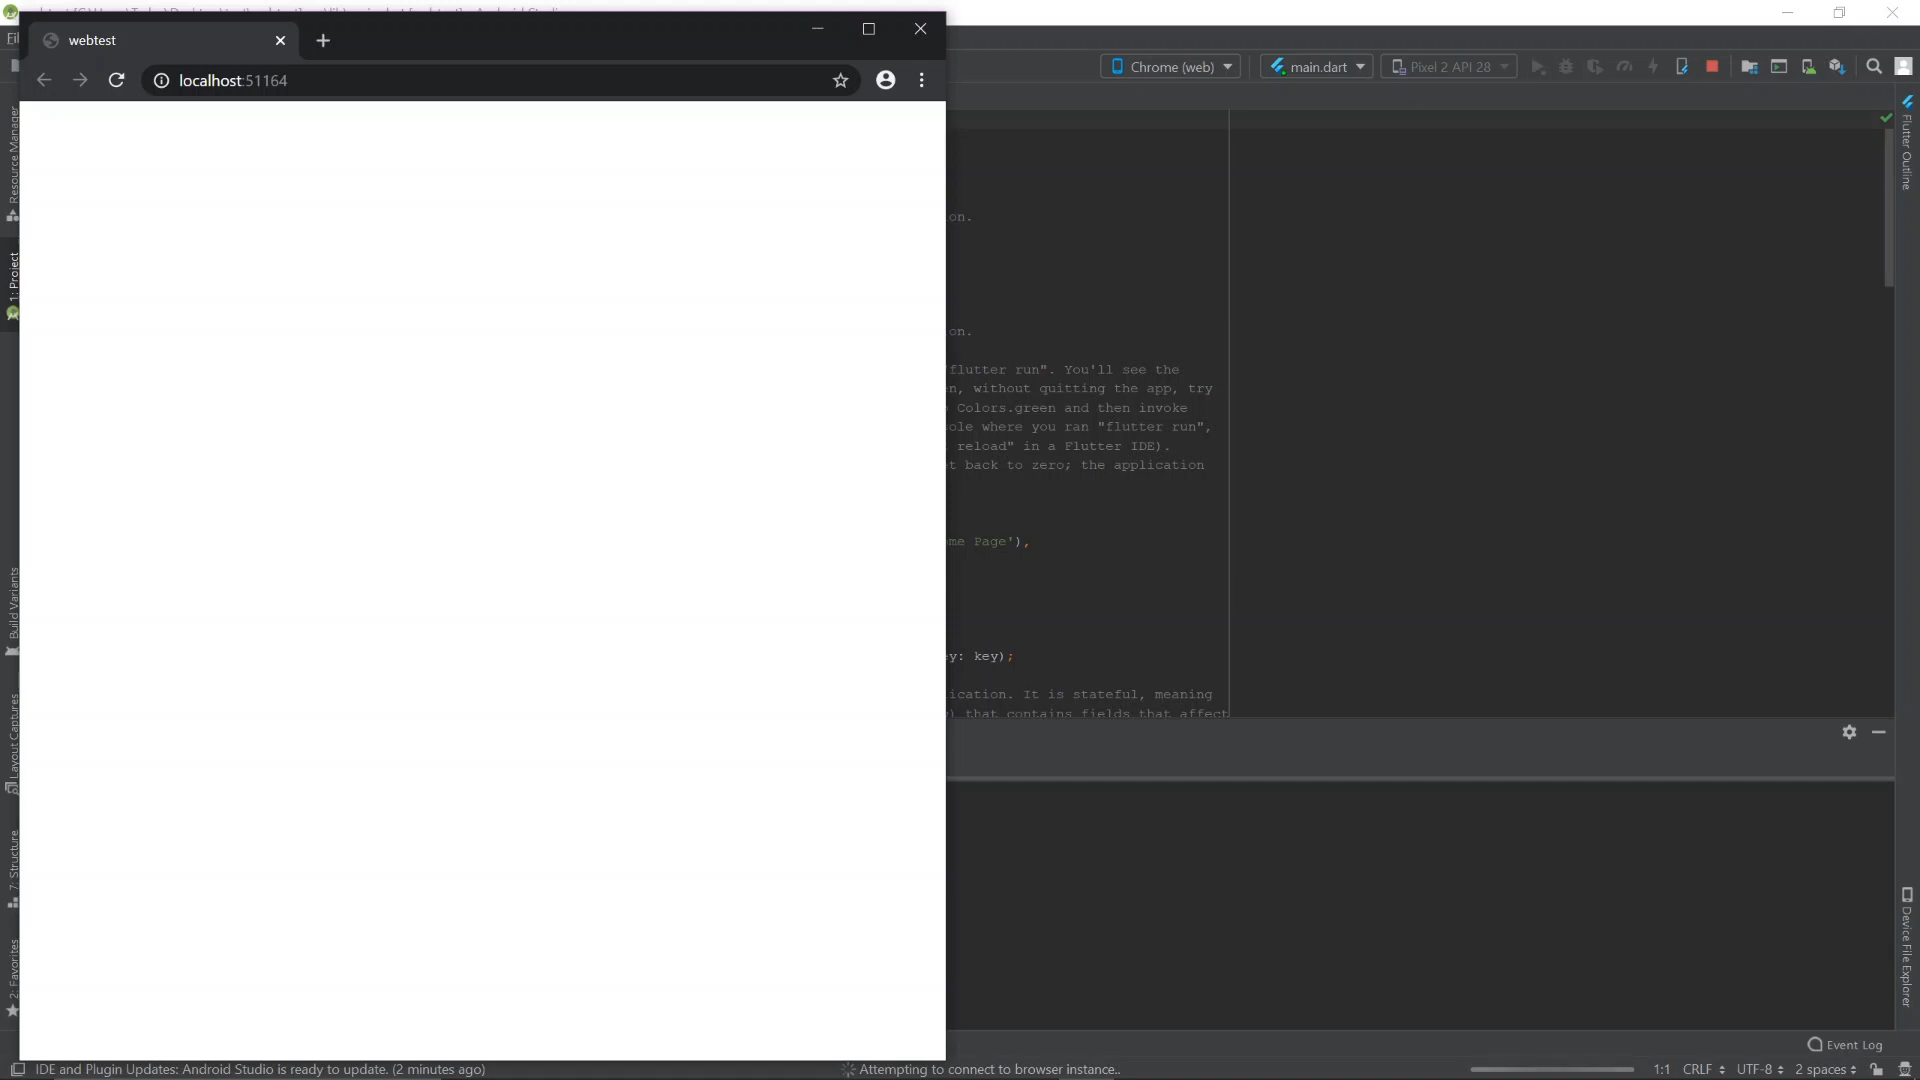 webtest
localhost:51164
Chrome (web)
main.dart
Pixel 2 API 28
Resource Manager
1: Project
Build Variants
Layout Captures
7: Structure
2: Favorites
Flutter Outline
Device File Explorer
on.
on.
"flutter run". You'll see the
n, without quitting the app, try
Colors.green and then invoke
ole where you ran "flutter run",
reload" in a Flutter IDE).
t back to zero; the application
me Page'),
y: key);
ication. It is stateful, meaning
) that contains fields that affect
Event Log
IDE and Plugin Updates: Android Studio is ready to update. (2 minutes ago)
Attempting to connect to browser instance..
1:1 CRLF UTF-8 2 spaces